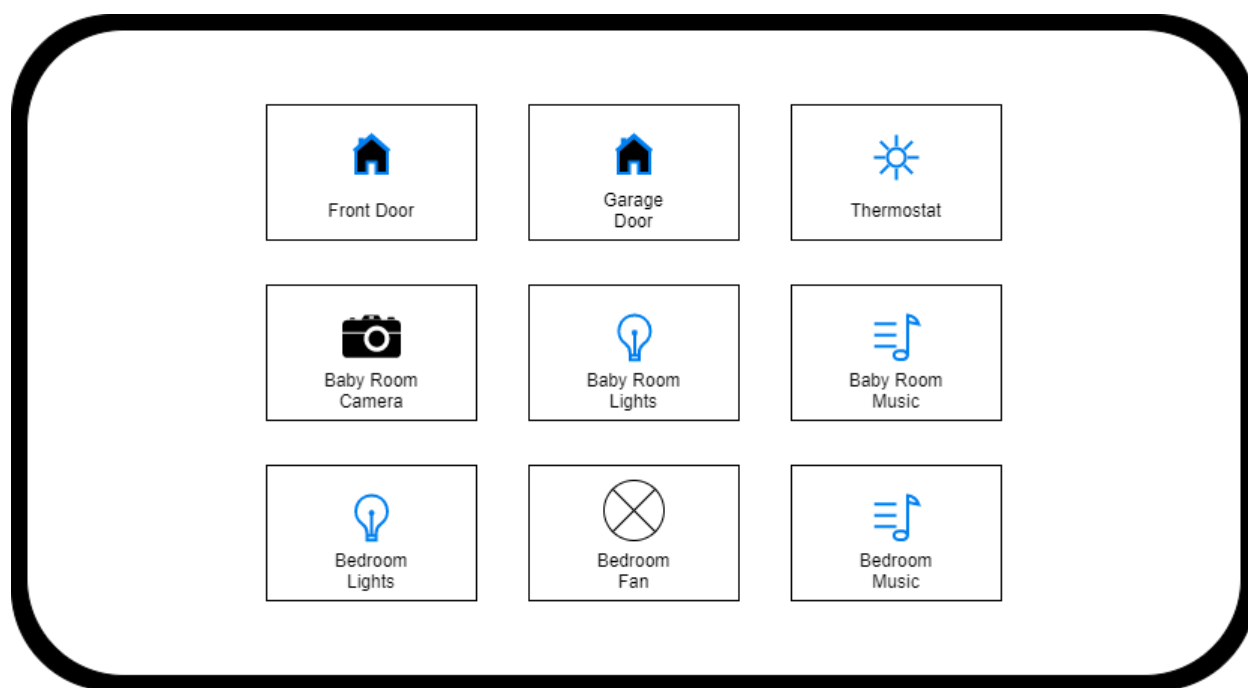 Front Door
Garage
Door
Thermostat
Baby Room
Camera
Baby Room
Lights
Baby Room
Music
Bedroom
Lights
Bedroom
Fan
Bedroom
Music